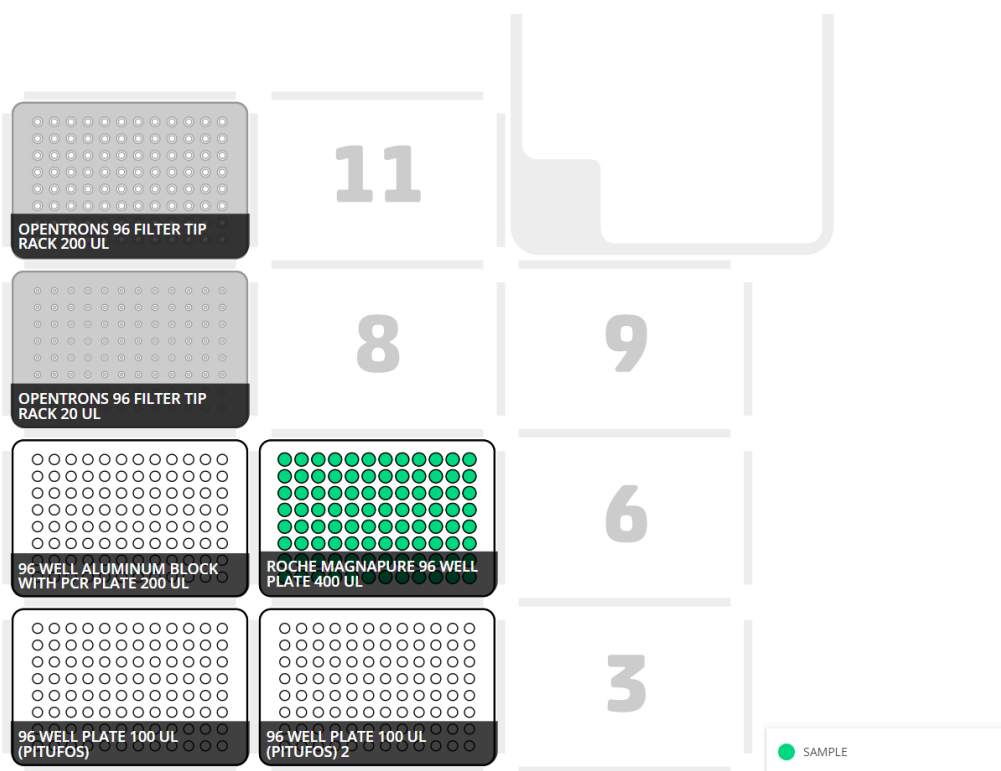 OPENTRONS 96 FILTER TIP
RACK 200 UL
11
OPENTRONS 96 FILTER TIP
RACK 20 UL
8
9
96 WELL ALUMINUM BLOCK
WITH PCR PLATE 200 UL
ROCHE MAGNAPURE 96 WELL
PLATE 400 UL
6
96 WELL PLATE 100 UL
(PITUFOS)
96 WELL PLATE 100 UL
(PITUFOS) 2
3
SAMPLE